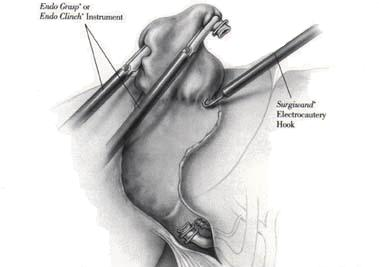 Endo Grasp* or
Endo Clinch* Instrument
Surgiwand*
Electrocautery
Hook